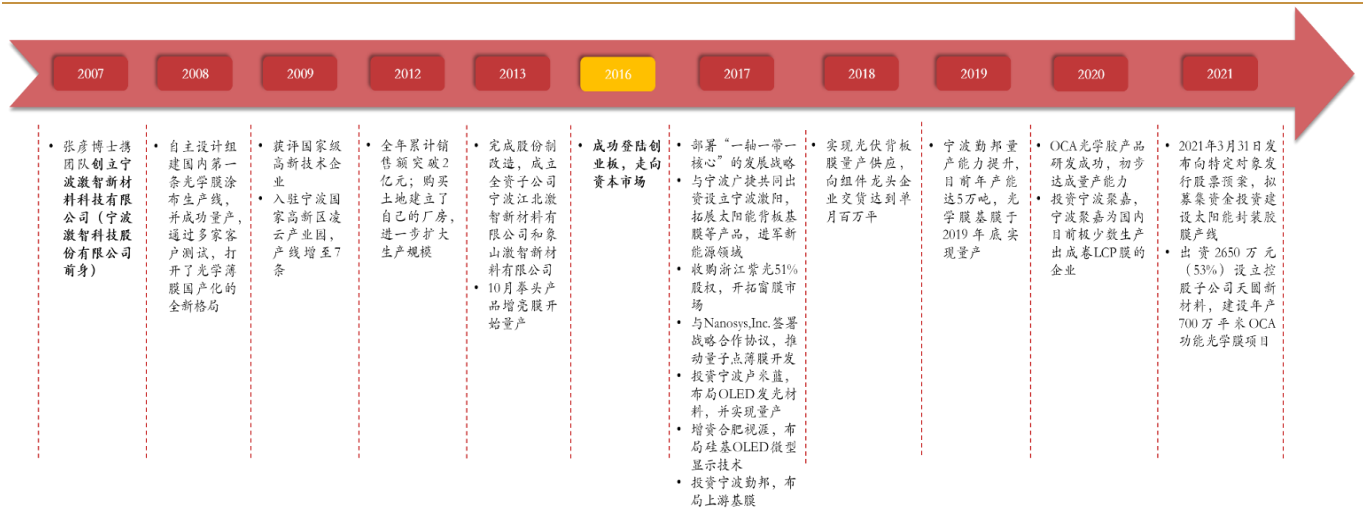 2007
2008
2009
2012
2013
2016
2017
2018
2019
2020
2021
• 张彦博士携
团队创立宁
波激智新材
料科技有限
公司（宁波
激智科技股
份有限公司
前身）
• 自主设计组
建国内第一
条光学膜涂
布生产线，
并成功量产，
通过多家客
户测试，打
开了光学薄
膜国产化的
全新格局
• 获评国家级
高新技术企
业
• 入驻宁波国
家高新区凌
云产业园，
产线增至7
条
• 全年累计销
售额突破2
亿元；购买
土地建立了
自己的厂房，
进一步扩大
生产规模
• 完成股份制
改造，成立
全资子公司
宁波江北激
智新材料有
限公司和象
山激智新材
料有限公司
• 10月拳头产
品增亮膜开
始量产
• 成功登陆创
业板，走向
资本市场
• 部署“一轴一带一
核心”的发展战略
• 与宁波广捷共同出
资设立宁波激阳，
拓展太阳能背板基
膜等产品，进军新
能源领域
• 收购浙江紫光51%
股权，开拓窗膜市
场
• 与Nanosys,Inc.签署
战略合作协议，推
动量子点薄膜开发
• 投资宁波卢米蓝，
布局OLED发光材
料，并实现量产
• 增资合肥视涯，布
局硅基OLED微型
显示技术
• 投资宁波勤邦，布
局上游基膜
• 实现光伏背板
膜量产供应，
向组件龙头企
业交货达到单
月百万平
• 宁波勤邦量
产能力提升，
目前年产能
达5万吨，光
学膜基膜于
2019年底实
现量产
• OCA光学胶产品
研发成功，初步
达成量产能力
• 投资宁波聚嘉，
宁波聚嘉为国内
目前极少数生产
出成卷LCP膜的
企业
• 2021年3月31日发
布向特定对象发
行股票预案，拟
募集资金投资建
设太阳能封装胶
膜产线
• 出资2650万元
（53%）设立控
股子公司天圆新
材料，建设年产
700万平米OCA
功能光学膜项目